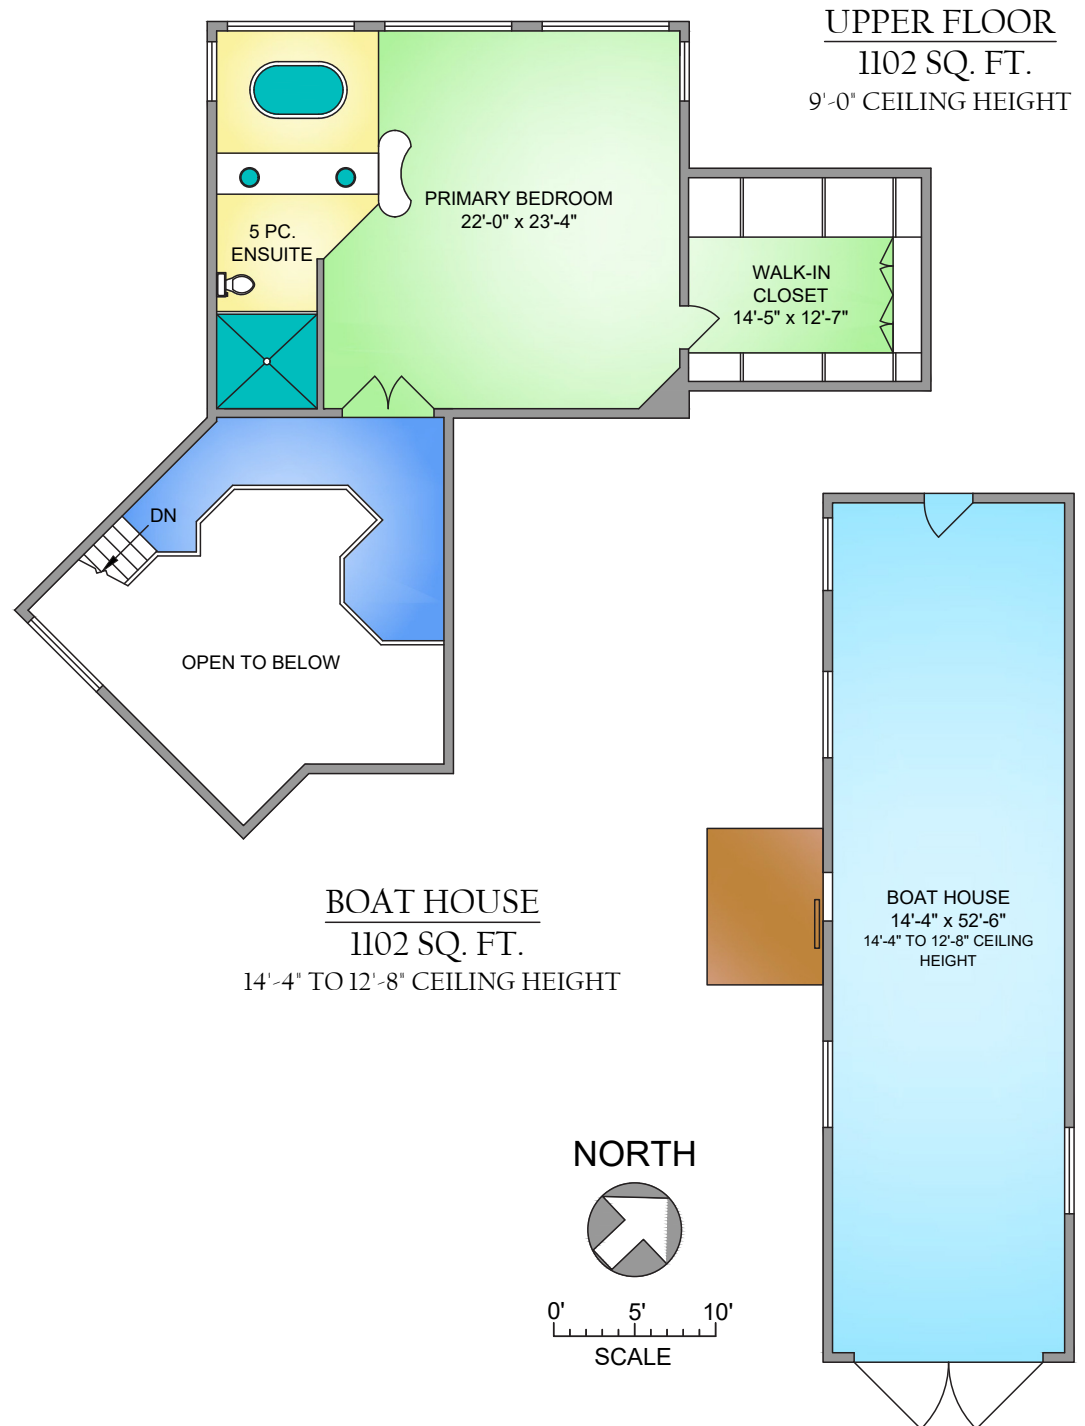 UPPER FLOOR
1102 SQ. FT.
9'-0" CEILING HEIGHT
PRIMARY BEDROOM
22'-0" x 23'-4"
5 PC.
ENSUITE
WALK-IN
CLOSET
14'-5" x 12'-7"
DN
OPEN TO BELOW
BOAT HOUSE
1102 SQ. FT.
14'-4" TO 12'-8" CEILING HEIGHT
BOAT HOUSE
14'-4" x 52'-6"
14'-4" TO 12'-8" CEILING
HEIGHT
NORTH
0' 5' 10'
SCALE